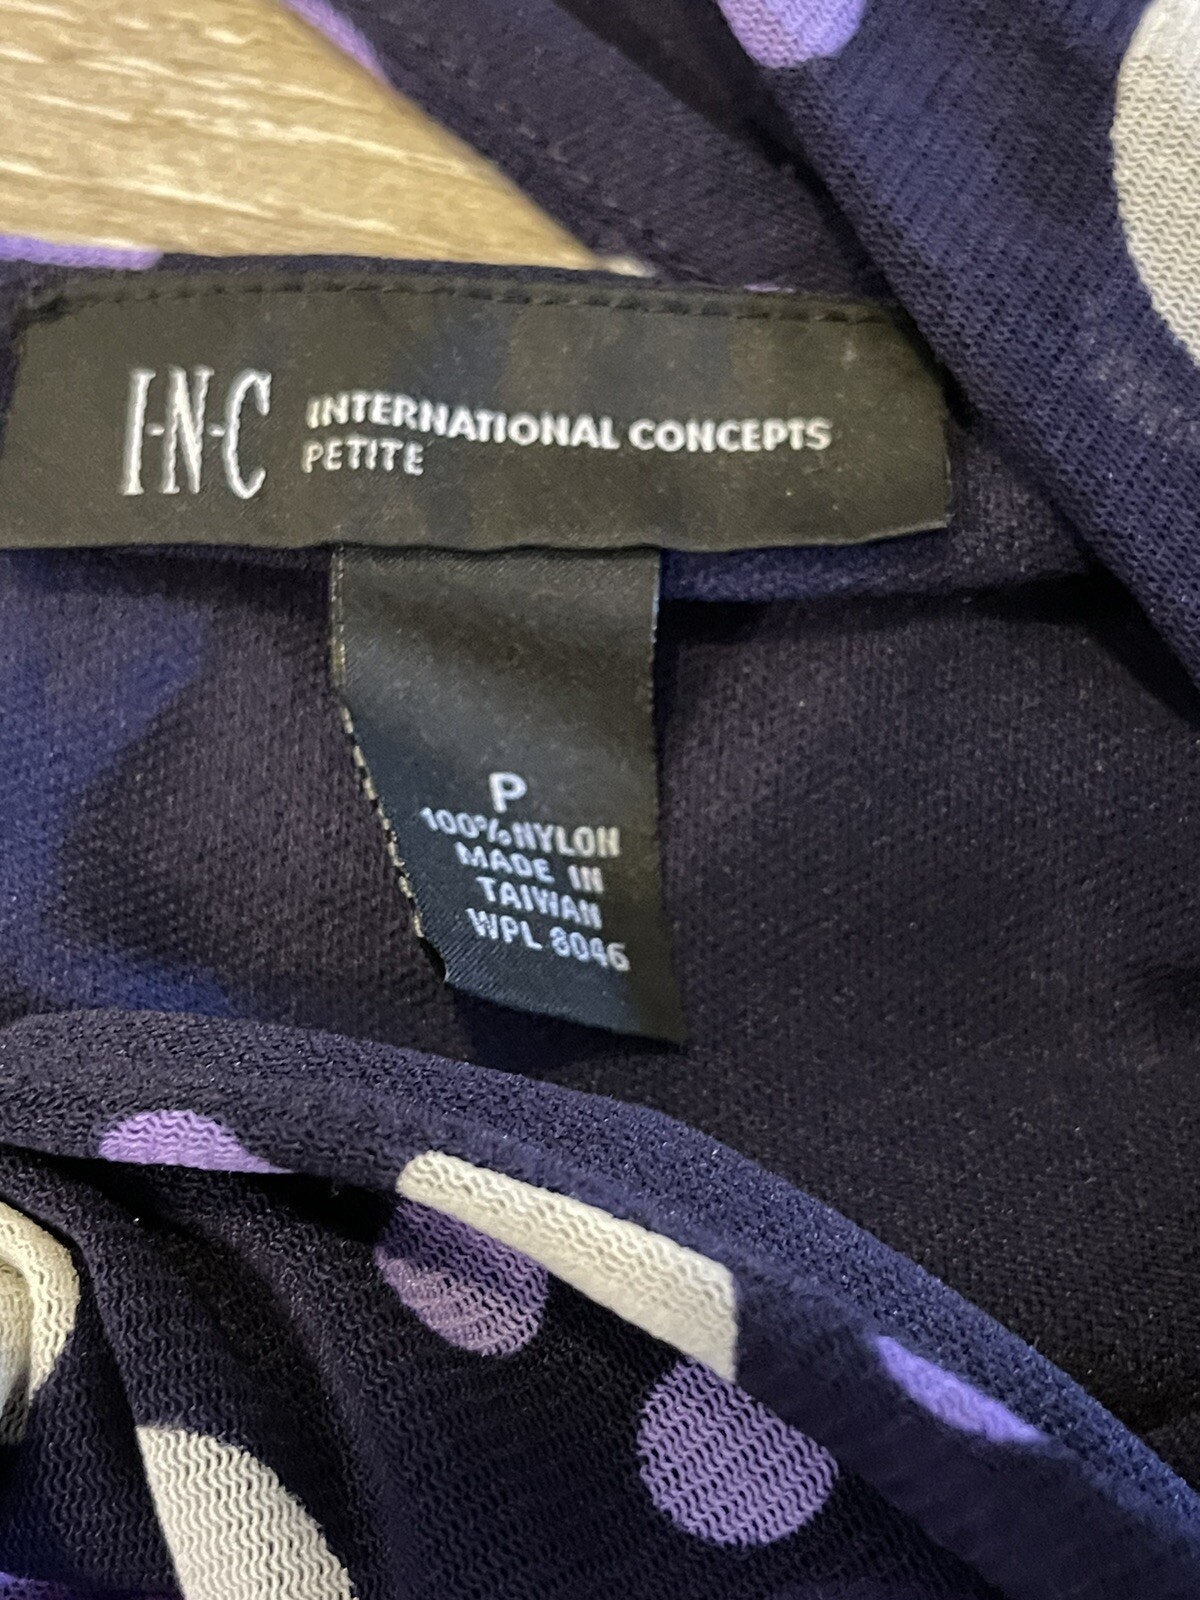 I·N·C INTERNATIONAL CONCEPTS
PETITE
P
100% NYLON
MADE IN
TAIWAN
WPL 8046